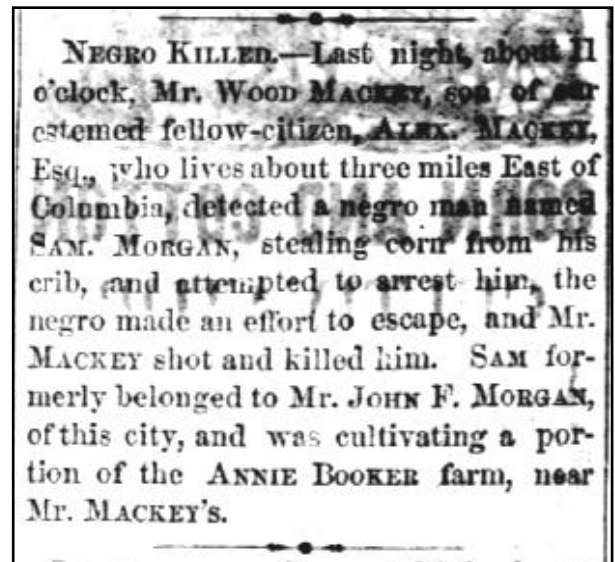 NEGRO KILLED.—Last night, about 11
o'clock, Mr. WOOD MACKEY, son of our
estemed fellow-citizen, ALEX. MACKEY,
Esq., who lives about three miles East of
Columbia, detected a negro man named
SAM. MORGAN, stealing corn from his
crib, and attempted to arrest him, the
negro made an effort to escape, and Mr.
MACKEY shot and killed him. SAM for-
merly belonged to Mr. JOHN F. MORGAN,
of this city, and was cultivating a por-
tion of the ANNIE BOOKER farm, near
Mr. MACKEY's.